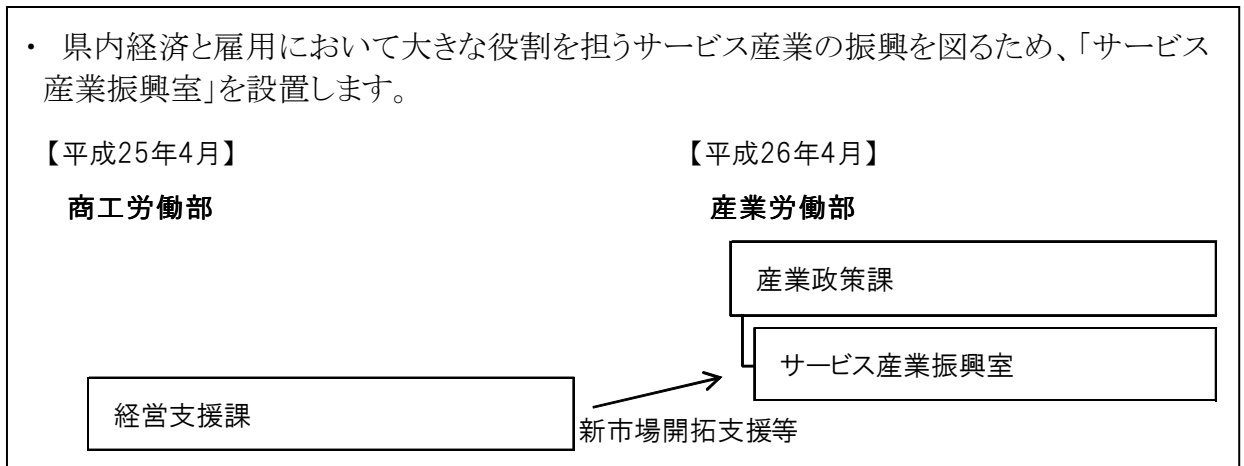 ・ 県内経済と雇用において大きな役割を担うサービス産業の振興を図るため、「サービス
産業振興室」を設置します。
【平成25年4月】
【平成26年4月】
商工労働部
産業労働部
産業政策課
サービス産業振興室
経営支援課
新市場開拓支援等